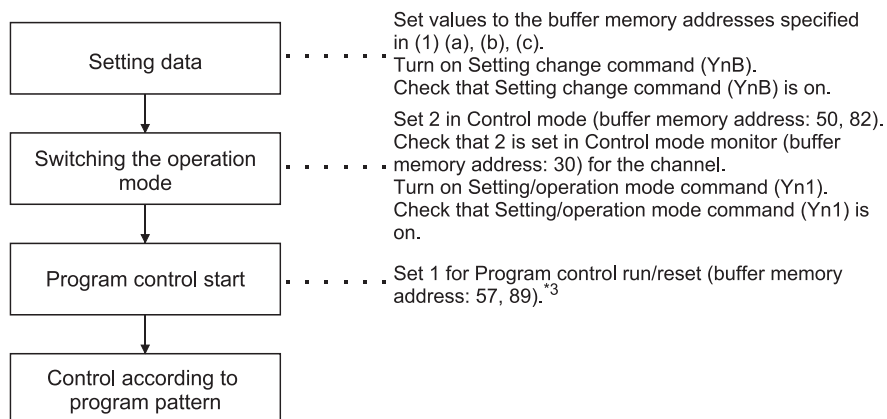 Setting data
Set values to the buffer memory addresses specified
in (1) (a), (b), (c).
Turn on Setting change command (YnB).
Check that Setting change command (YnB) is on.
Switching the operation
mode
Set 2 in Control mode (buffer memory address: 50, 82).
Check that 2 is set in Control mode monitor (buffer
memory address: 30) for the channel.
Turn on Setting/operation mode command (Yn1).
Check that Setting/operation mode command (Yn1) is
on.
Program control start
Set 1 for Program control run/reset (buffer memory
address: 57, 89).*3
Control according to
program pattern